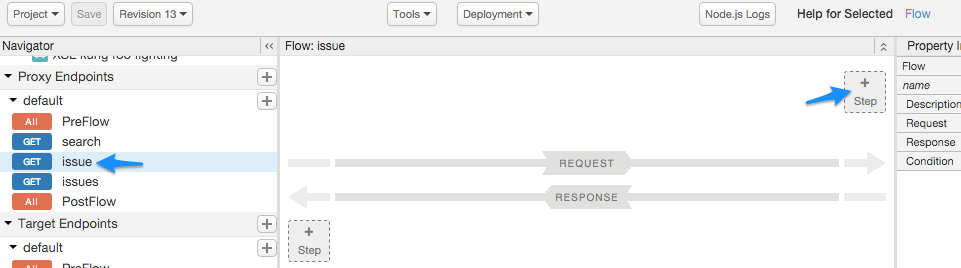 Project Save Revision 13 Tools Deployment Node.js Logs Help for Selected Flow
Navigator
XSL kung foo fighting
Proxy Endpoints
default
All PreFlow
GET search
GET issue
GET issues
All PostFlow
Target Endpoints
default
All PreFlow
Flow: issue
+
Step
REQUEST
RESPONSE
+
Step
Property In
Flow
name
Description
Request
Response
Condition